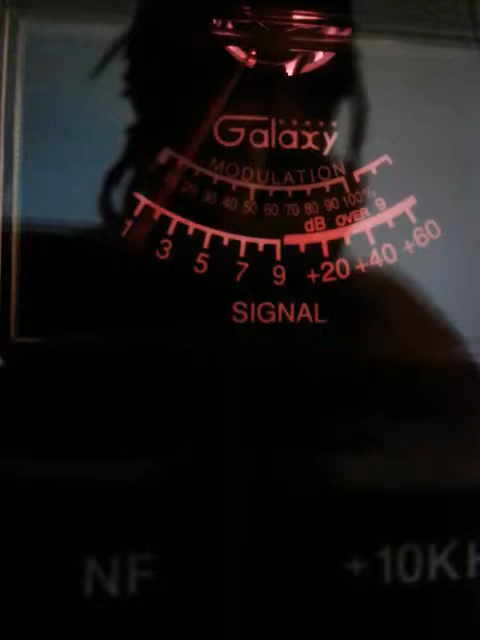 Galaxy
MODULATION
20 30 40 50 60 70 80 90 100%
dB OVER 9
1 3 5 7 9 +20 +40 +60
SIGNAL
NF +10K